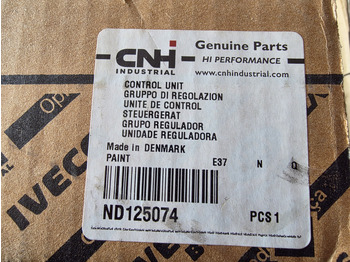 CNH
INDUSTRIAL
Genuine Parts
HI PERFORMANCE
www.cnhindustrial.com
CONTROL UNIT
GRUPPO DI REGOLAZION
UNITE DE CONTROL
STEUERGERAT
GRUPO REGULADOR
UNIDADE REGULADORA
Made in DENMARK
PAINT E37 N Q
ND125074 PCS 1
IVECO